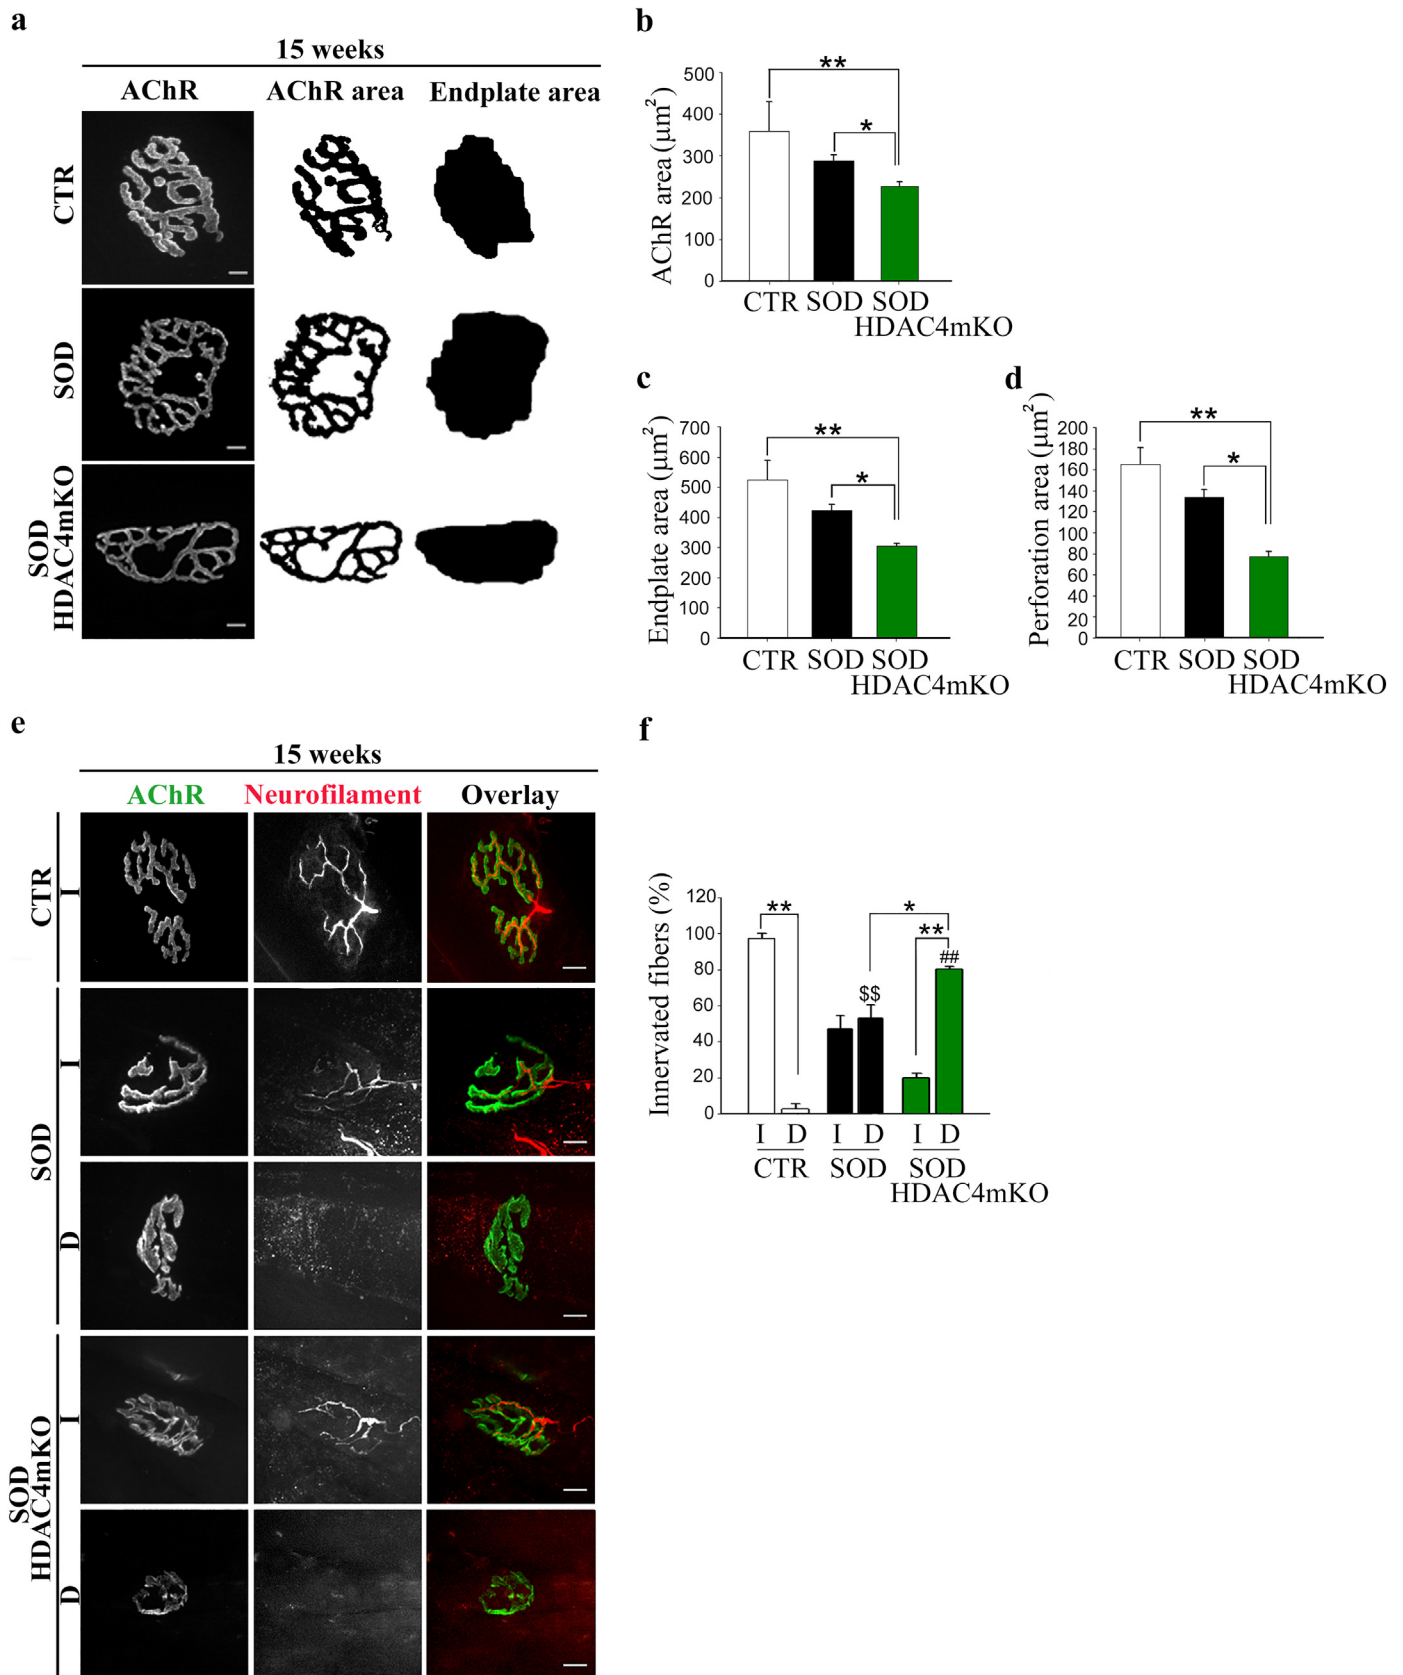 a
15 weeks
AChR AChR area Endplate area
CTR
SOD
SOD
HDAC4mKO
b
AChR area (µm²)
500
400
300
200
100
0
**
*
CTR SOD SOD
HDAC4mKO
c
Endplate area (µm²)
700
600
500
400
300
200
100
0
**
*
CTR SOD SOD
HDAC4mKO
d
Perforation area (µm²)
200
180
160
140
120
100
80
60
40
20
0
**
*
CTR SOD SOD
HDAC4mKO
e
15 weeks
AChR Neurofilament Overlay
CTR
I
SOD
I
D
SOD
HDAC4mKO
I
D
f
Innervated fibers (%)
120
100
80
60
40
20
0
**
*
**
##
$$
I D I D I D
CTR SOD SOD
HDAC4mKO